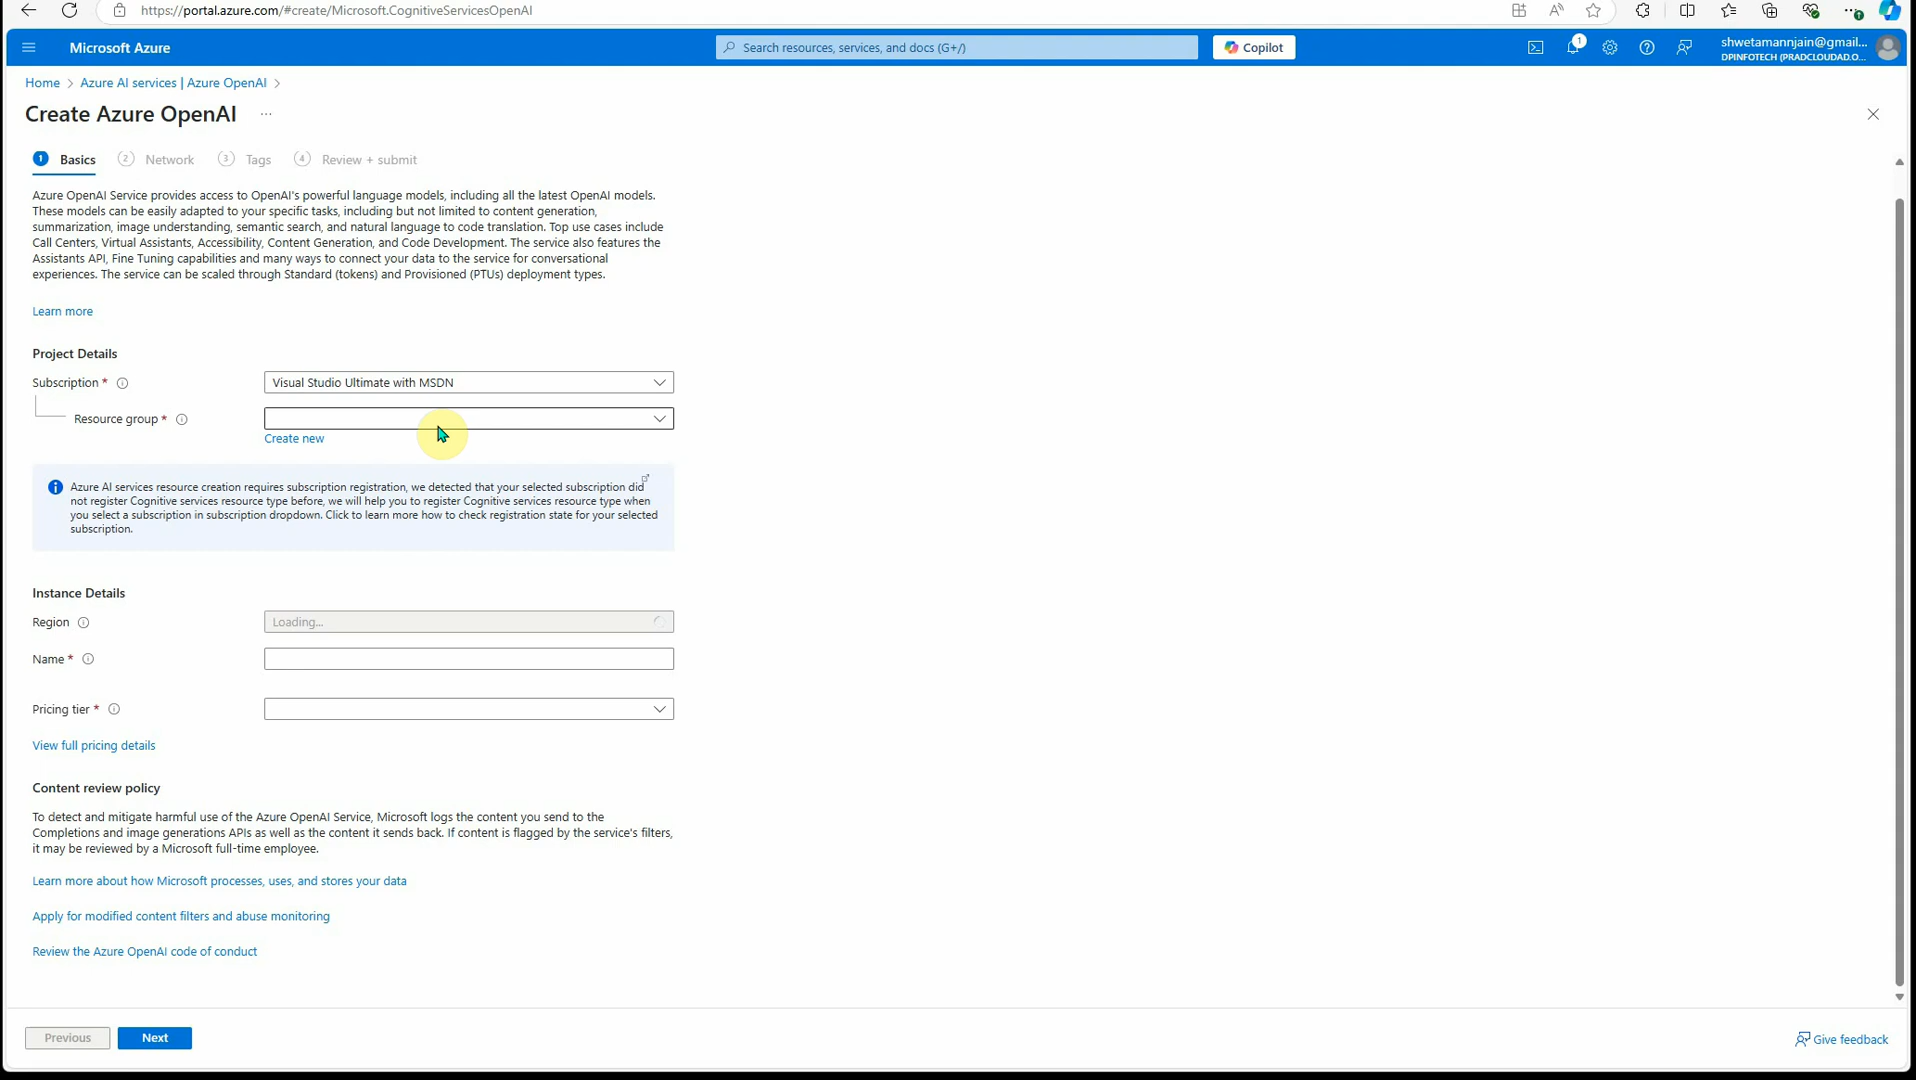 https://portal.azure.com/#create/Microsoft.CognitiveServicesOpenAI
Microsoft Azure
Search resources, services, and docs (G+/)
Copilot
1
shwetamannjain@gmail...
DPINFOTECH (PRADCLOUDAD.O...
Home > Azure AI services | Azure OpenAI >
Create Azure OpenAI ...
1 Basics 2 Network 3 Tags 4 Review + submit
Azure OpenAI Service provides access to OpenAI's powerful language models, including all the latest OpenAI models.
These models can be easily adapted to your specific tasks, including but not limited to content generation,
summarization, image understanding, semantic search, and natural language to code translation. Top use cases include
Call Centers, Virtual Assistants, Accessibility, Content Generation, and Code Development. The service also features the
Assistants API, Fine Tuning capabilities and many ways to connect your data to the service for conversational
experiences. The service can be scaled through Standard (tokens) and Provisioned (PTUs) deployment types.
Learn more
Project Details
Subscription * Visual Studio Ultimate with MSDN
Resource group *
Create new
Azure AI services resource creation requires subscription registration, we detected that your selected subscription did
not register Cognitive services resource type before, we will help you to register Cognitive services resource type when
you select a subscription in subscription dropdown. Click to learn more how to check registration state for your selected
subscription.
Instance Details
Region Loading...
Name *
Pricing tier *
View full pricing details
Content review policy
To detect and mitigate harmful use of the Azure OpenAI Service, Microsoft logs the content you send to the
Completions and image generations APIs as well as the content it sends back. If content is flagged by the service's filters,
it may be reviewed by a Microsoft full-time employee.
Learn more about how Microsoft processes, uses, and stores your data
Apply for modified content filters and abuse monitoring
Review the Azure OpenAI code of conduct
Previous Next
Give feedback